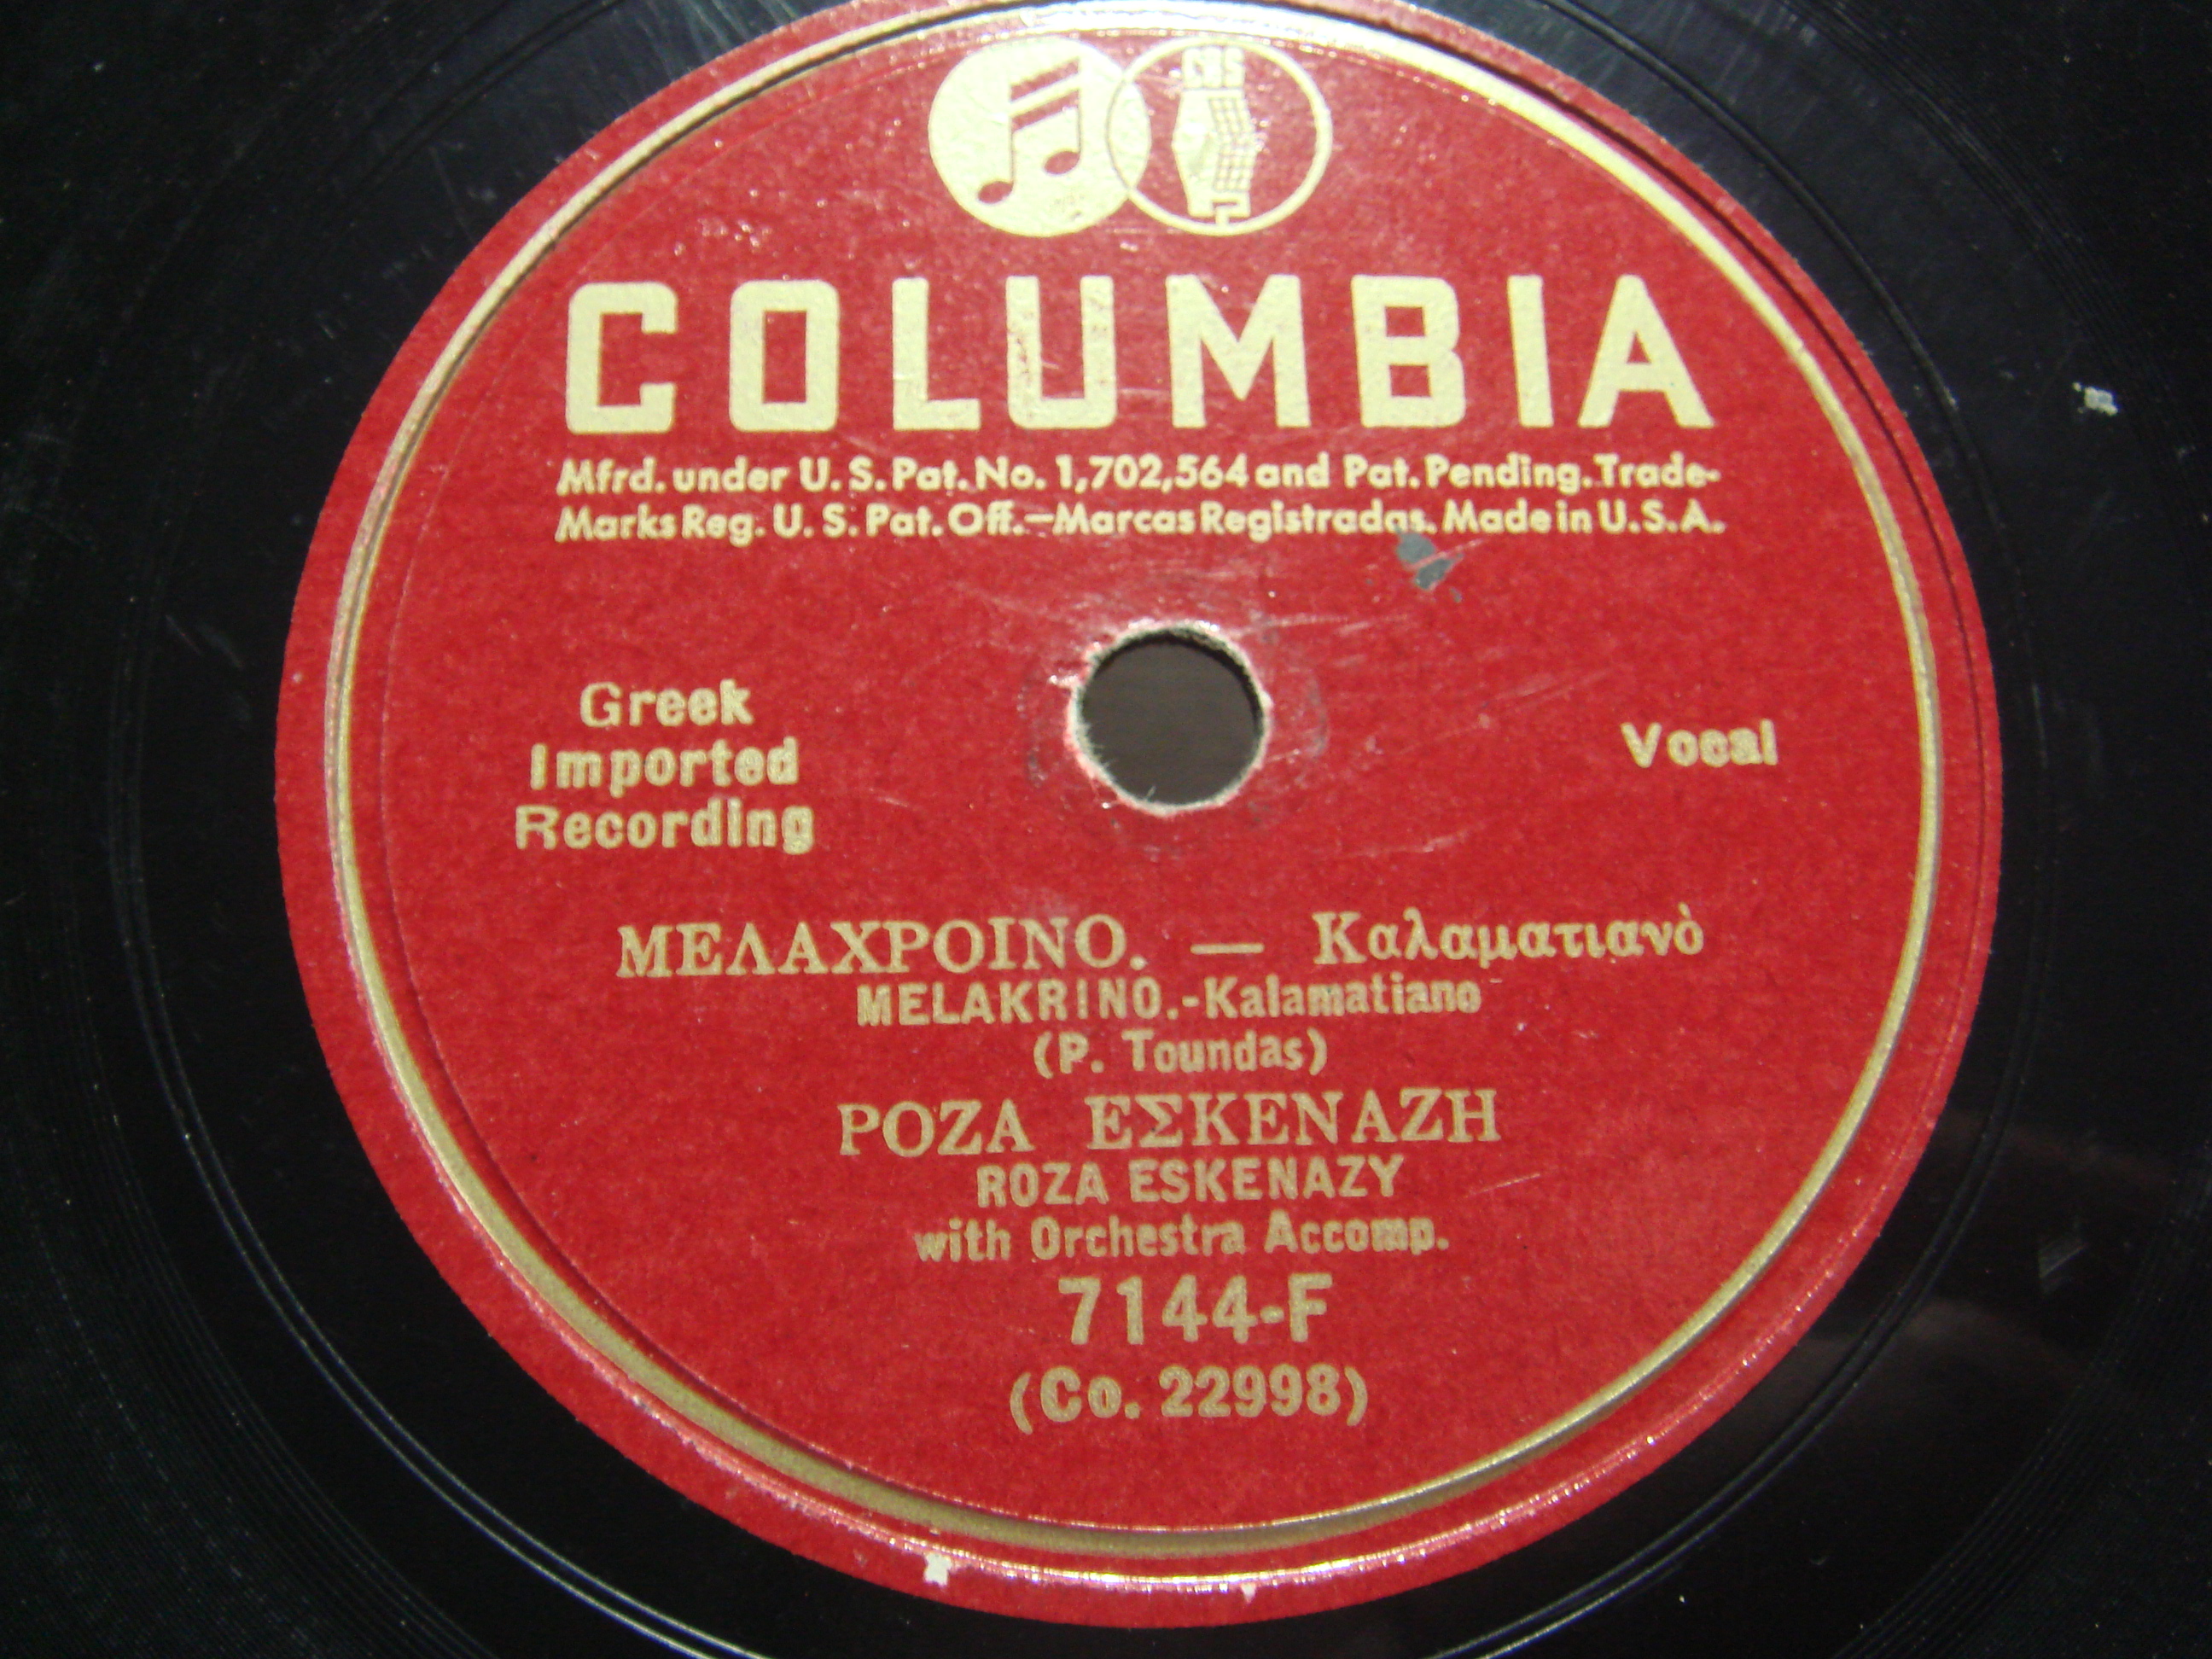 COLUMBIA
Mfrd. under U. S. Pat. No. 1,702,564 and Pat. Pending. Trade-
Marks Reg. U. S. Pat. Off.—Marcas Registradas. Made in U.S.A.
Greek
Imported
Recording
Vocal
ΜΕΛΑΧΡΟΙΝΟ. — Καλαματιανὸ
MELAKRINO.-Kalamatiano
(P. Toundas)
ΡΟΖΑ ΕΣΚΕΝΑΖΗ
ROZA ESKENAZY
with Orchestra Accomp.
7144-F
(Co. 22998)